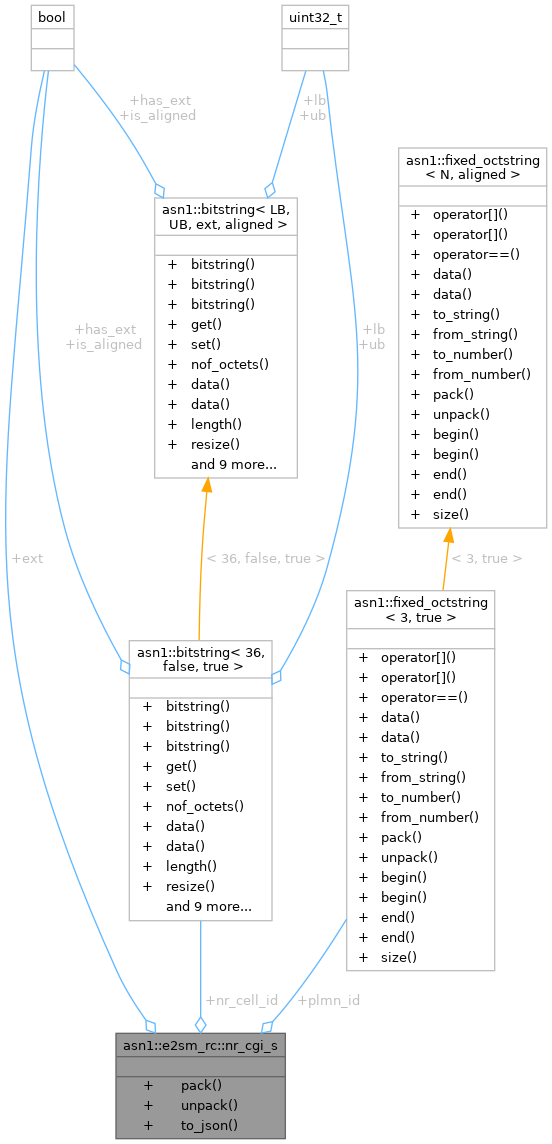 bool
uint32_t
+has_ext
+is_aligned
+lb
+ub
asn1::fixed_octstring
< N, aligned >
+ operator[]()
+ operator[]()
+ operator==()
+ data()
+ data()
+ to_string()
+ from_string()
+ to_number()
+ from_number()
+ pack()
+ unpack()
+ begin()
+ begin()
+ end()
+ end()
+ size()
asn1::bitstring< LB,
UB, ext, aligned >
+ bitstring()
+ bitstring()
+ bitstring()
+ get()
+ set()
+ nof_octets()
+ data()
+ data()
+ length()
+ resize()
and 9 more...
+has_ext
+is_aligned
+lb
+ub
+ext
< 36, false, true >
< 3, true >
asn1::bitstring< 36,
false, true >
+ bitstring()
+ bitstring()
+ bitstring()
+ get()
+ set()
+ nof_octets()
+ data()
+ data()
+ length()
+ resize()
and 9 more...
asn1::fixed_octstring
< 3, true >
+ operator[]()
+ operator[]()
+ operator==()
+ data()
+ data()
+ to_string()
+ from_string()
+ to_number()
+ from_number()
+ pack()
+ unpack()
+ begin()
+ begin()
+ end()
+ end()
+ size()
+nr_cell_id
+plmn_id
asn1::e2sm_rc::nr_cgi_s
+ pack()
+ unpack()
+ to_json()